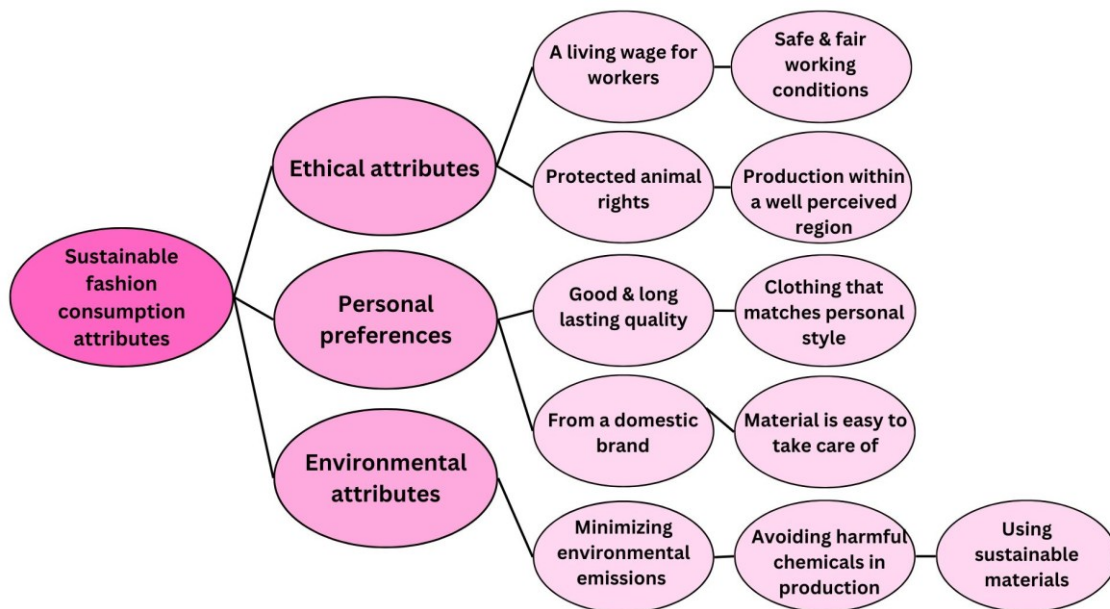 Sustainable
fashion
consumption
attributes
Ethical attributes
A living wage for
workers
Safe & fair
working
conditions
Protected animal
rights
Production within
a well perceived
region
Personal
preferences
Good & long
lasting quality
Clothing that
matches personal
style
From a domestic
brand
Material is easy to
take care of
Environmental
attributes
Minimizing
environmental
emissions
Avoiding harmful
chemicals in
production
Using
sustainable
materials